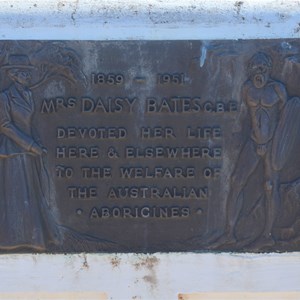 1859 - 1951
MRS DAISY BATES C.B.E.
DEVOTED HER LIFE
HERE & ELSEWHERE
TO THE WELFARE OF
THE AUSTRALIAN
• ABORIGINES •